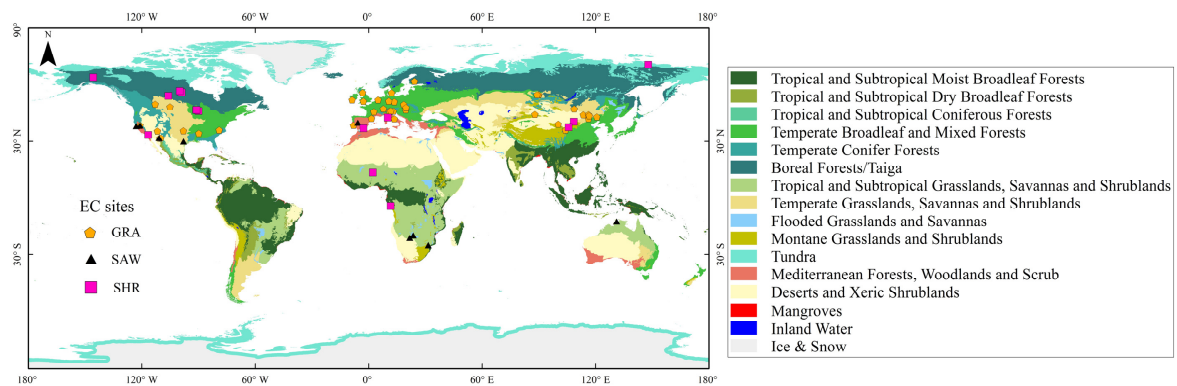 120° W 60° W 0° 60° E 120° E 180°
90°
N
30°N 30°N
30°S 30°S
EC sites
GRA
SAW
SHR
180° 120° W 60° W 0° 60° E 120° E 180°
Tropical and Subtropical Moist Broadleaf Forests
Tropical and Subtropical Dry Broadleaf Forests
Tropical and Subtropical Coniferous Forests
Temperate Broadleaf and Mixed Forests
Temperate Conifer Forests
Boreal Forests/Taiga
Tropical and Subtropical Grasslands, Savannas and Shrublands
Temperate Grasslands, Savannas and Shrublands
Flooded Grasslands and Savannas
Montane Grasslands and Shrublands
Tundra
Mediterranean Forests, Woodlands and Scrub
Deserts and Xeric Shrublands
Mangroves
Inland Water
Ice & Snow